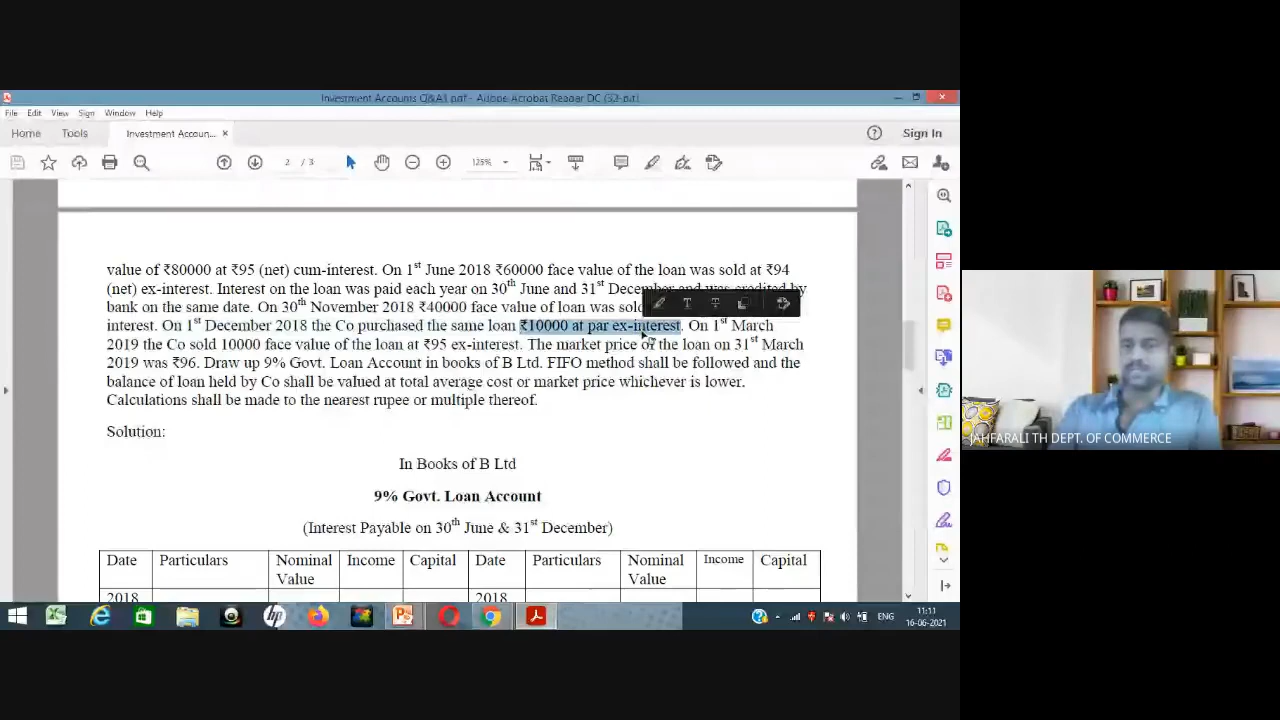 Investment Accounts Q&A1.pdf - Adobe Acrobat Reader DC (32-bit)
File Edit View Sign Window Help
Home Tools Investment Accoun... × Sign In
2 / 3 125%
value of ₹80000 at ₹95 (net) cum-interest. On 1st June 2018 ₹60000 face value of the loan was sold at ₹94
(net) ex-interest. Interest on the loan was paid each year on 30th June and 31st December and was credited by
bank on the same date. On 30th November 2018 ₹40000 face value of loan was sold
interest. On 1st December 2018 the Co purchased the same loan ₹10000 at par ex-interest. On 1st March
2019 the Co sold 10000 face value of the loan at ₹95 ex-interest. The market price of the loan on 31st March
2019 was ₹96. Draw up 9% Govt. Loan Account in books of B Ltd. FIFO method shall be followed and the
balance of loan held by Co shall be valued at total average cost or market price whichever is lower.
Calculations shall be made to the nearest rupee or multiple thereof.
Solution:
In Books of B Ltd
9% Govt. Loan Account
(Interest Payable on 30th June & 31st December)
Date Particulars Nominal Value Income Capital Date Particulars Nominal Value Income Capital
2018 2018
JAHFARALI TH DEPT. OF COMMERCE
ENG
11:11
16-06-2021